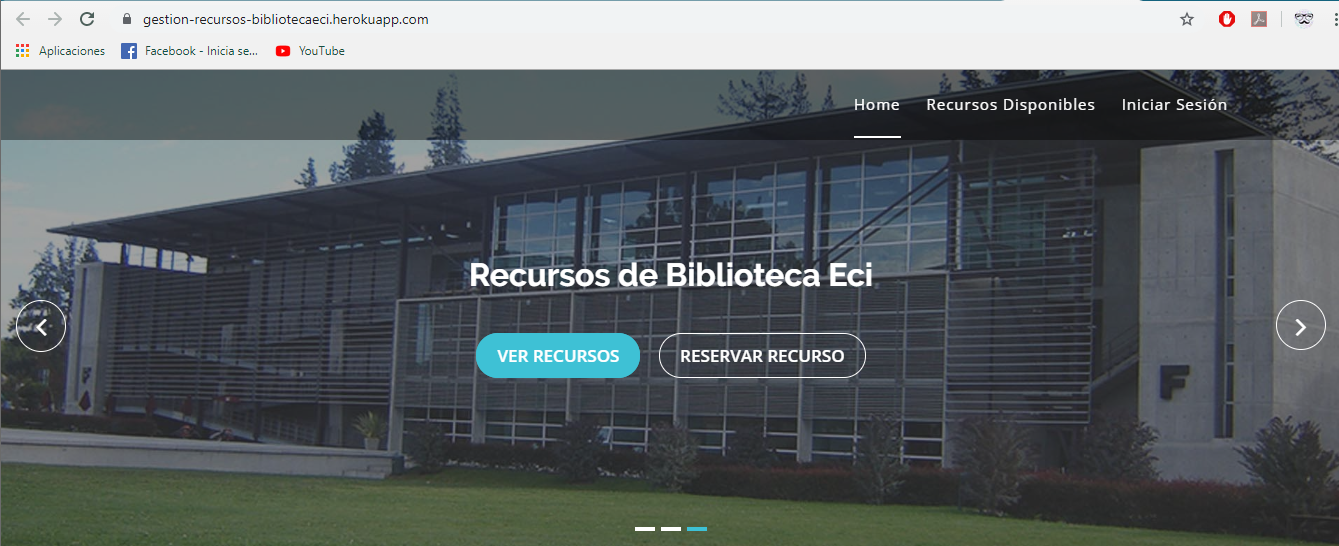 gestion-recursos-bibliotecaeci.herokuapp.com
Aplicaciones Facebook - Inicia se... YouTube
Home Recursos Disponibles Iniciar Sesión
Recursos de Biblioteca Eci
VER RECURSOS RESERVAR RECURSO
F